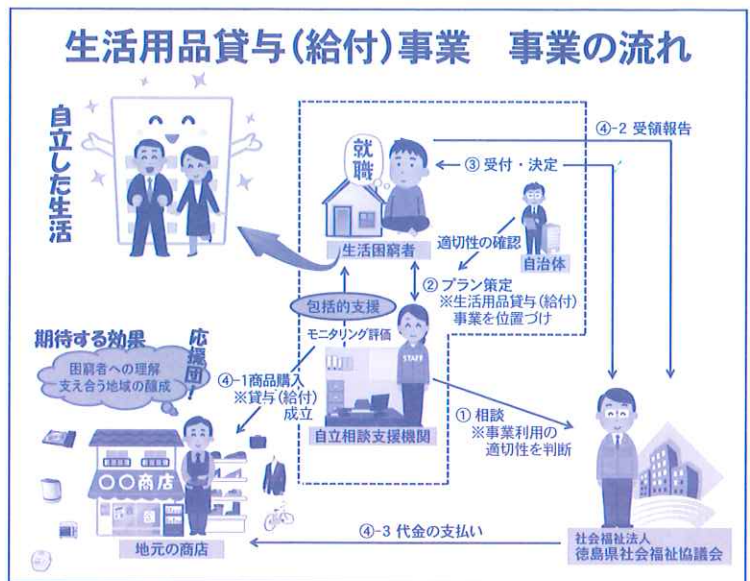 生活用品貸与(給付)事業　事業の流れ
自立した生活
就職
生活困窮者
④-2 受領報告
③ 受付・決定
適切性の確認
自治体
② プラン策定
※生活用品貸与(給付)
事業を位置づけ
包括的支援
モニタリング評価
STAFF
自立相談支援機関
期待する効果
困窮者への理解
支え合う地域の醸成
応援団!
④-1商品購入
※貸与(給付)
成立
① 相談
※事業利用の
適切性を判断
〇〇商店
地元の商店
④-3 代金の支払い
社会福祉法人
徳島県社会福祉協議会